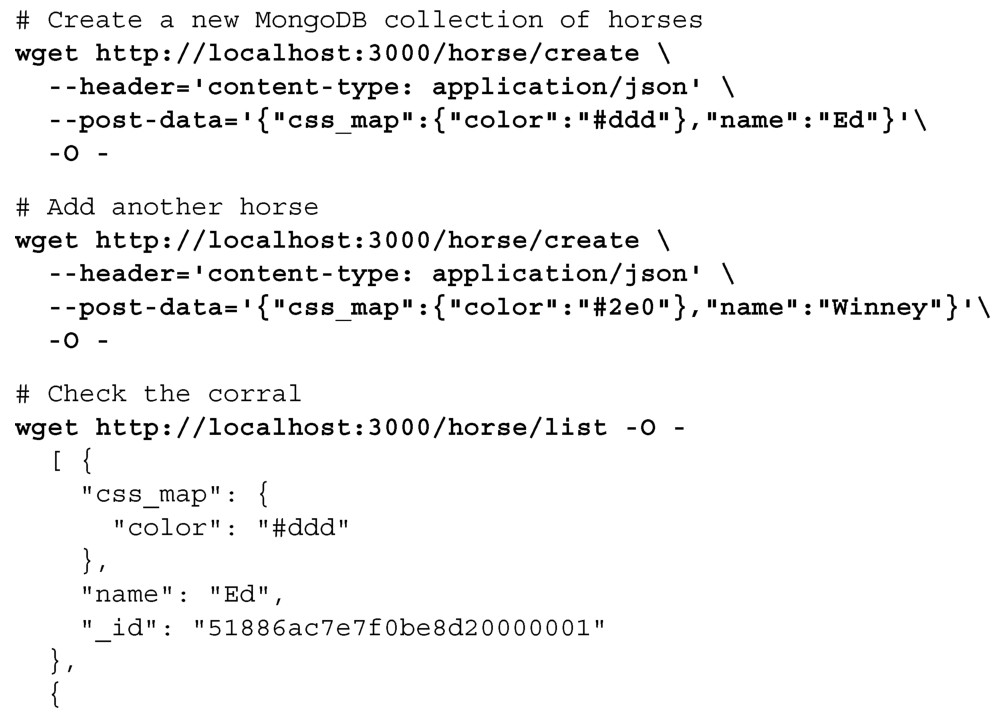 # Create a new MongoDB collection of horses
wget http://localhost:3000/horse/create \
  --header='content-type: application/json' \
  --post-data='{"css_map":{"color":"#ddd"},"name":"Ed"}'\
  -O -

# Add another horse
wget http://localhost:3000/horse/create \
  --header='content-type: application/json' \
  --post-data='{"css_map":{"color":"#2e0"},"name":"Winney"}'\
  -O -

# Check the corral
wget http://localhost:3000/horse/list -O -
  [ {
    "css_map": {
      "color": "#ddd"
    },
    "name": "Ed",
    "_id": "51886ac7e7f0be8d20000001"
  },
  {